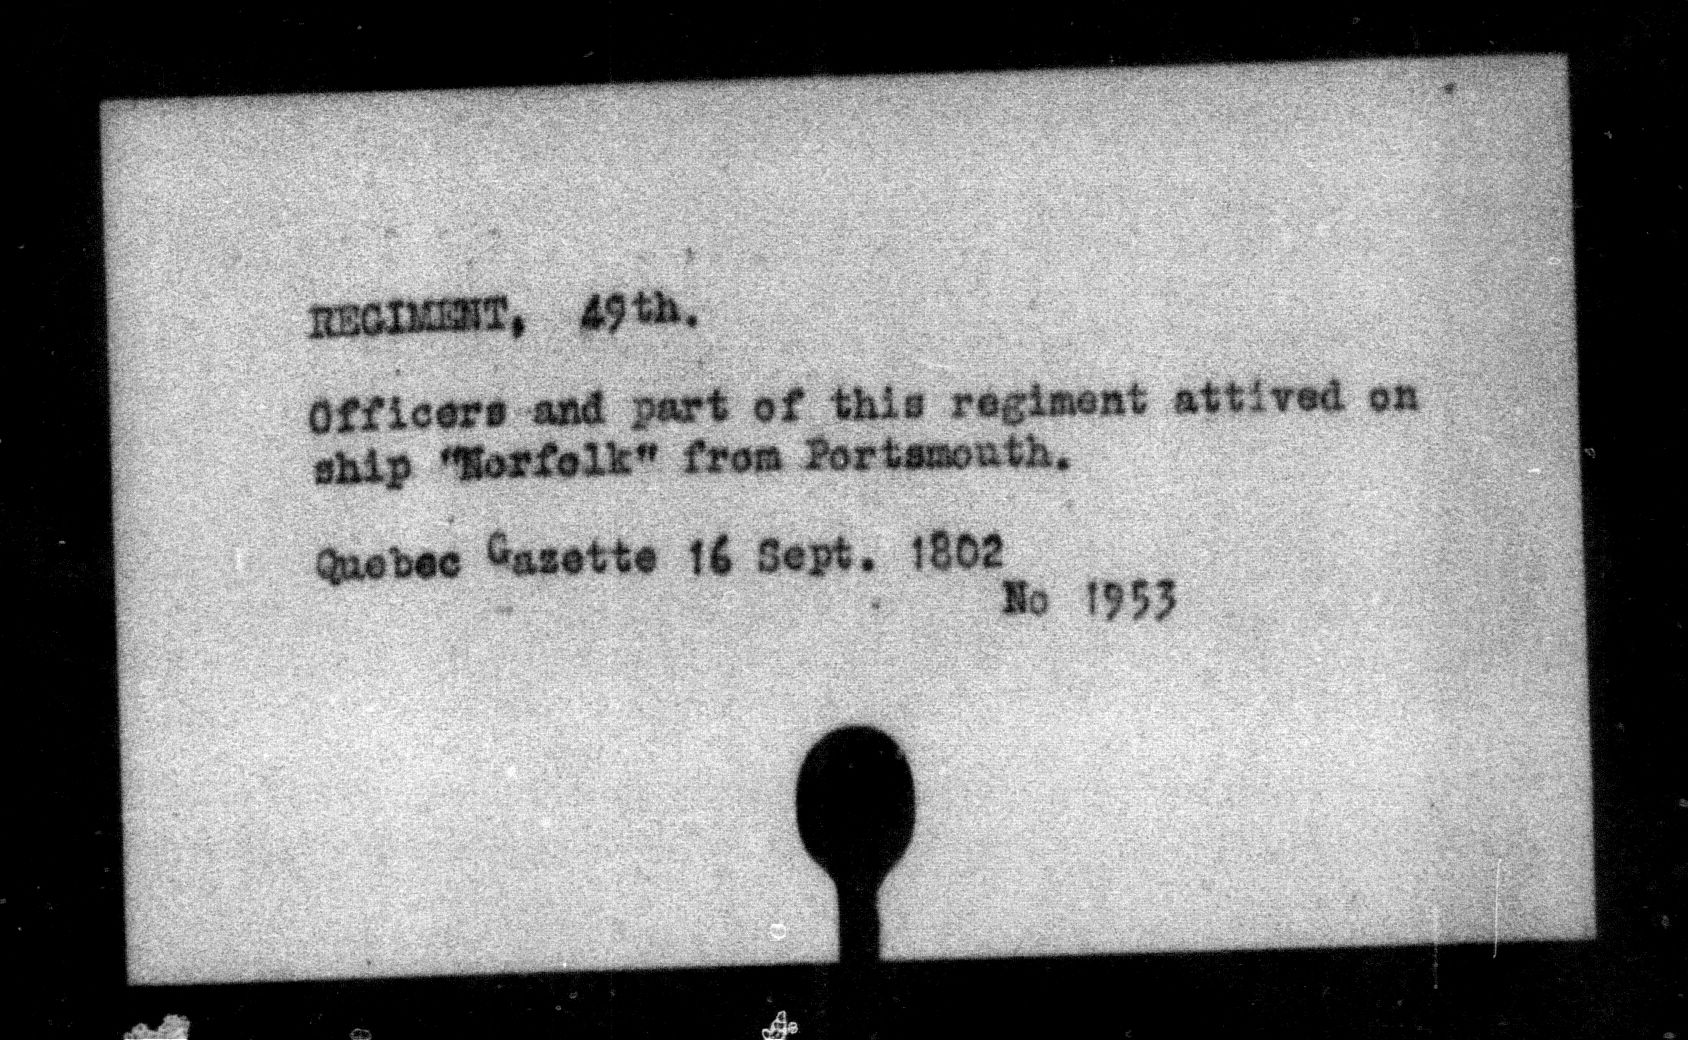 REGIMENT, 49th.
Officers and part of this regiment attived on
ship "Norfolk" from Portsmouth.
Quebec Gazette 16 Sept. 1802
No 1953